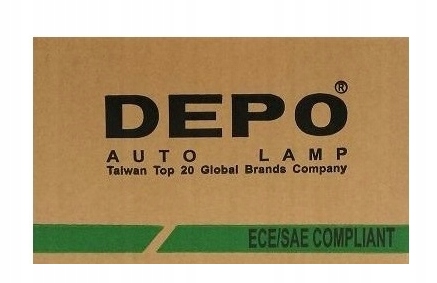 DEPO®
AUTO LAMP
Taiwan Top 20 Global Brands Company
ECE/SAE COMPLIANT